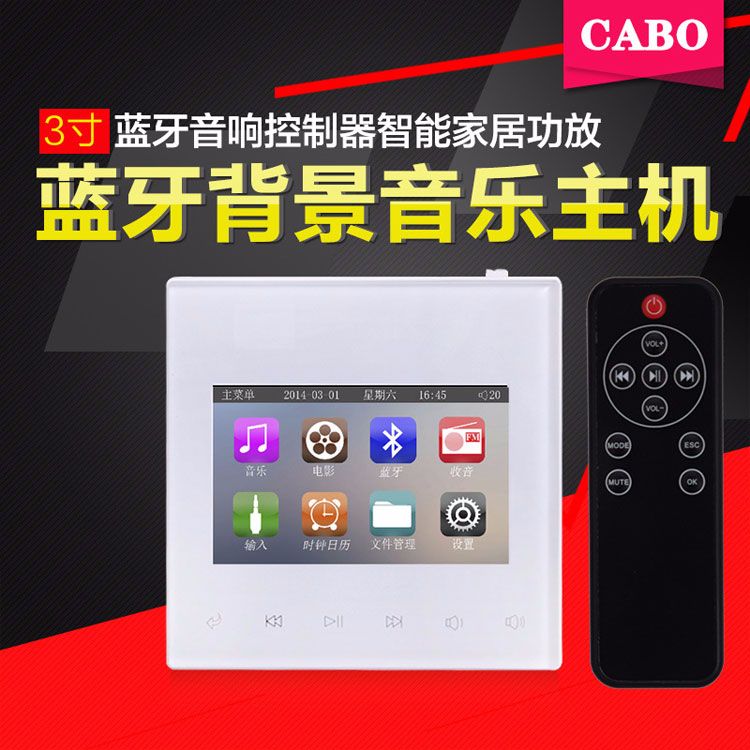 CABO
3寸 蓝牙音响控制器智能家居功放
蓝牙背景音乐主机
主菜单 2014-03-01 星期六 16:45 20
FM
音乐 电影 蓝牙 收音
输入 时钟日历 文件管理 设置
VOL+
VOL-
MODE ESC
MUTE OK